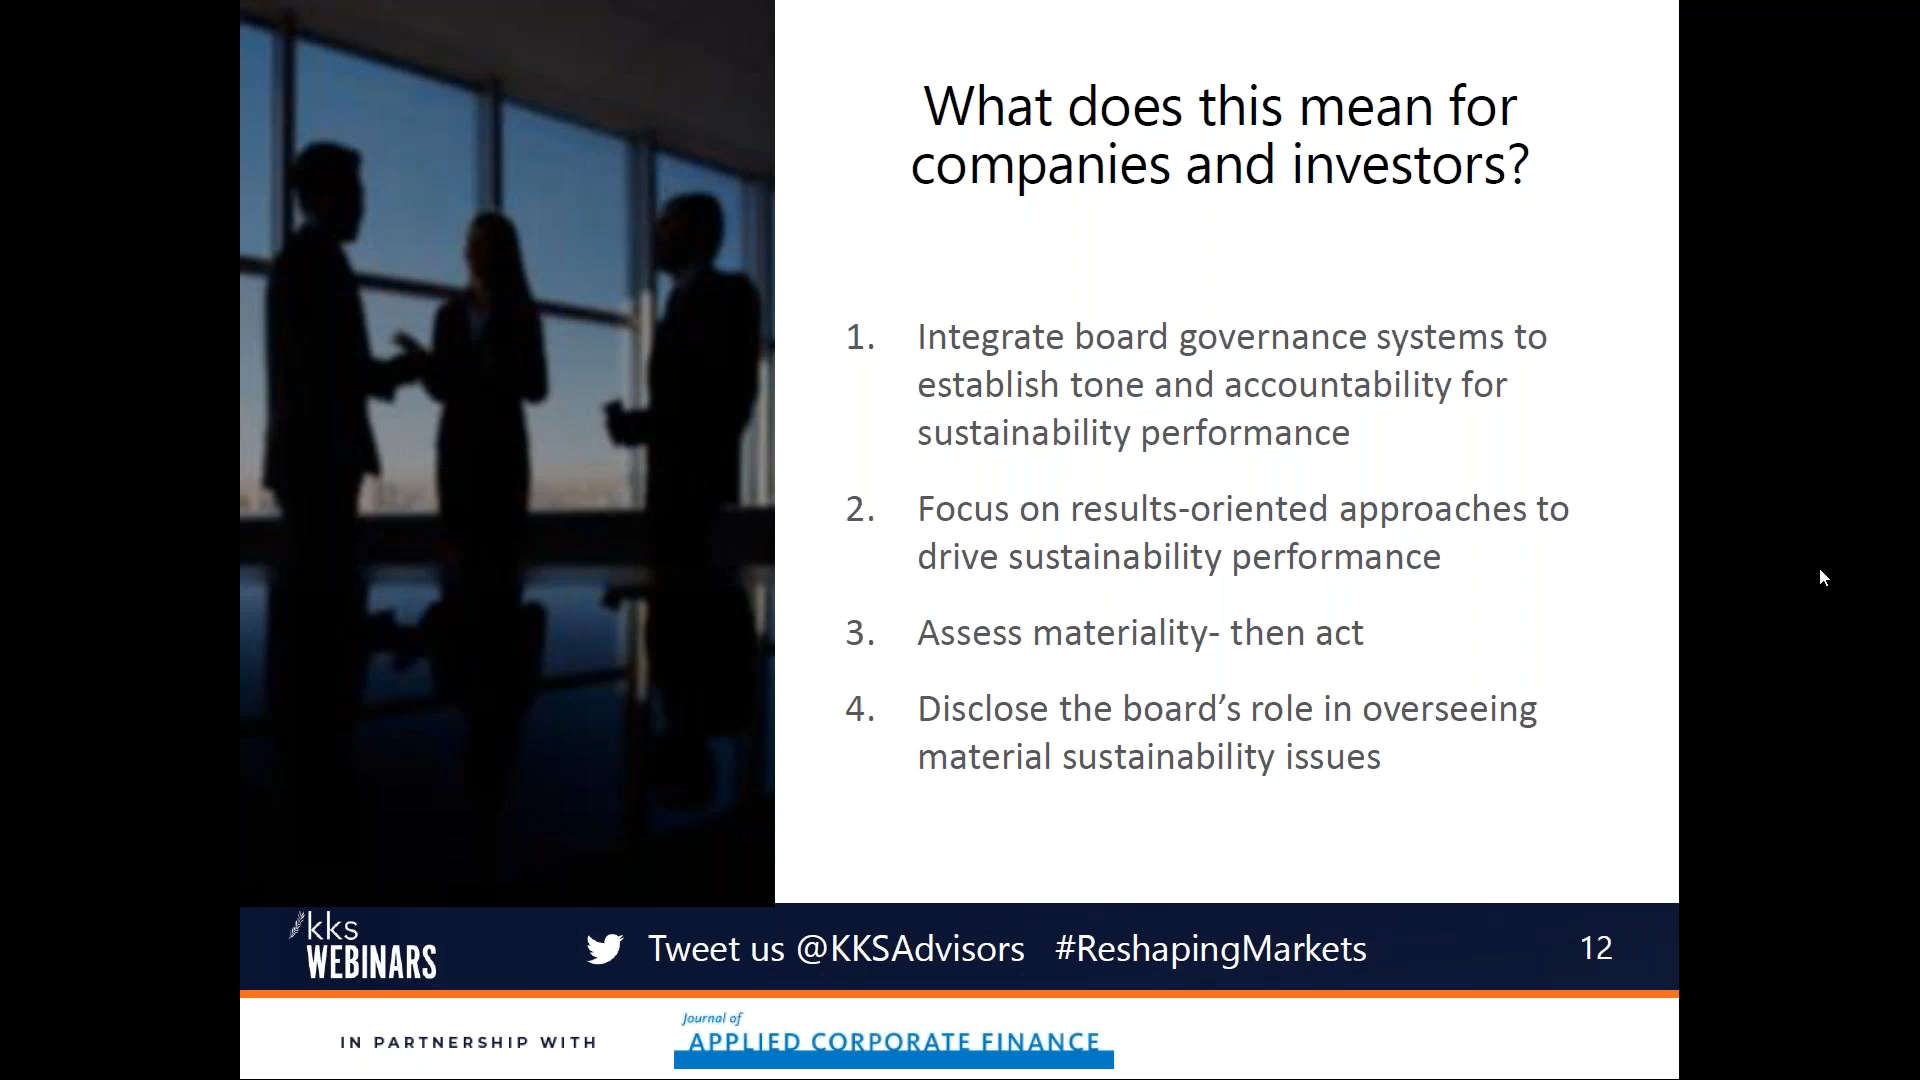 What does this mean for
companies and investors?
1. Integrate board governance systems to
establish tone and accountability for
sustainability performance
2. Focus on results-oriented approaches to
drive sustainability performance
3. Assess materiality- then act
4. Disclose the board’s role in overseeing
material sustainability issues
kks
WEBINARS
Tweet us @KKSAdvisors #ReshapingMarkets
12
IN PARTNERSHIP WITH
Journal of
APPLIED CORPORATE FINANCE